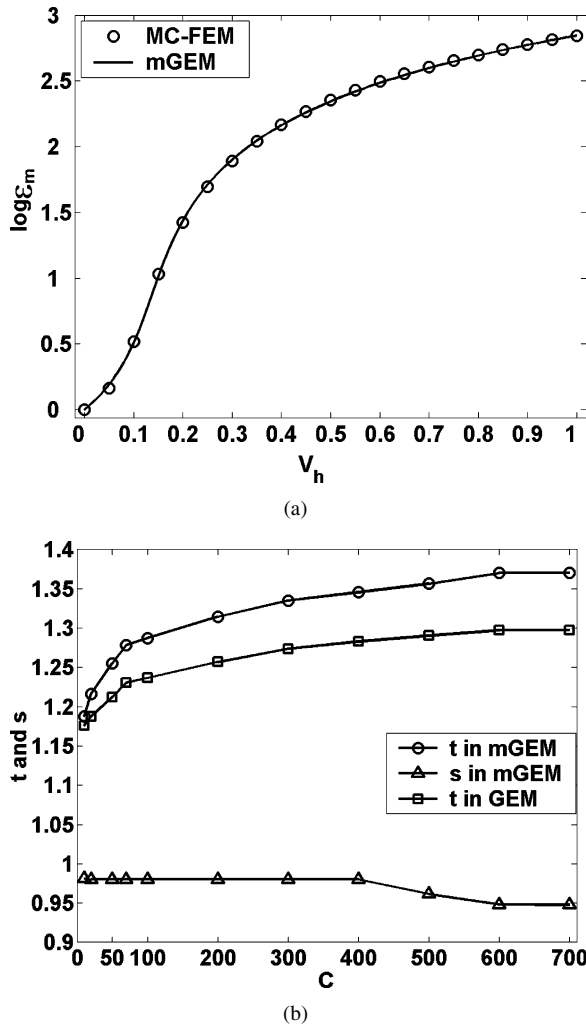 3
2.5
2
1.5
1
0.5
0
logεm
MC-FEM
mGEM
0 0.1 0.2 0.3 0.4 0.5 0.6 0.7 0.8 0.9 1
Vh
(a)
1.4
1.35
1.3
1.25
1.2
1.15
1.1
1.05
1
0.95
0.9
t and s
t in mGEM
s in mGEM
t in GEM
0 50 100 200 300 400 500 600 700
C
(b)